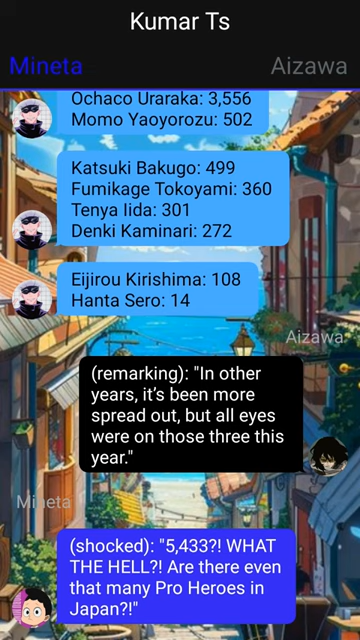 Kumar Ts
Mineta
Aizawa
Ochaco Uraraka: 3,556
Momo Yaoyorozu: 502
Katsuki Bakugo: 499
Fumikage Tokoyami: 360
Tenya Iida: 301
Denki Kaminari: 272
Eijirou Kirishima: 108
Hanta Sero: 14
Aizawa
(remarking): "In other
years, it’s been more
spread out, but all eyes
were on those three this
year."
Mineta
(shocked): "5,433?! WHAT
THE HELL?! Are there even
that many Pro Heroes in
Japan?!"